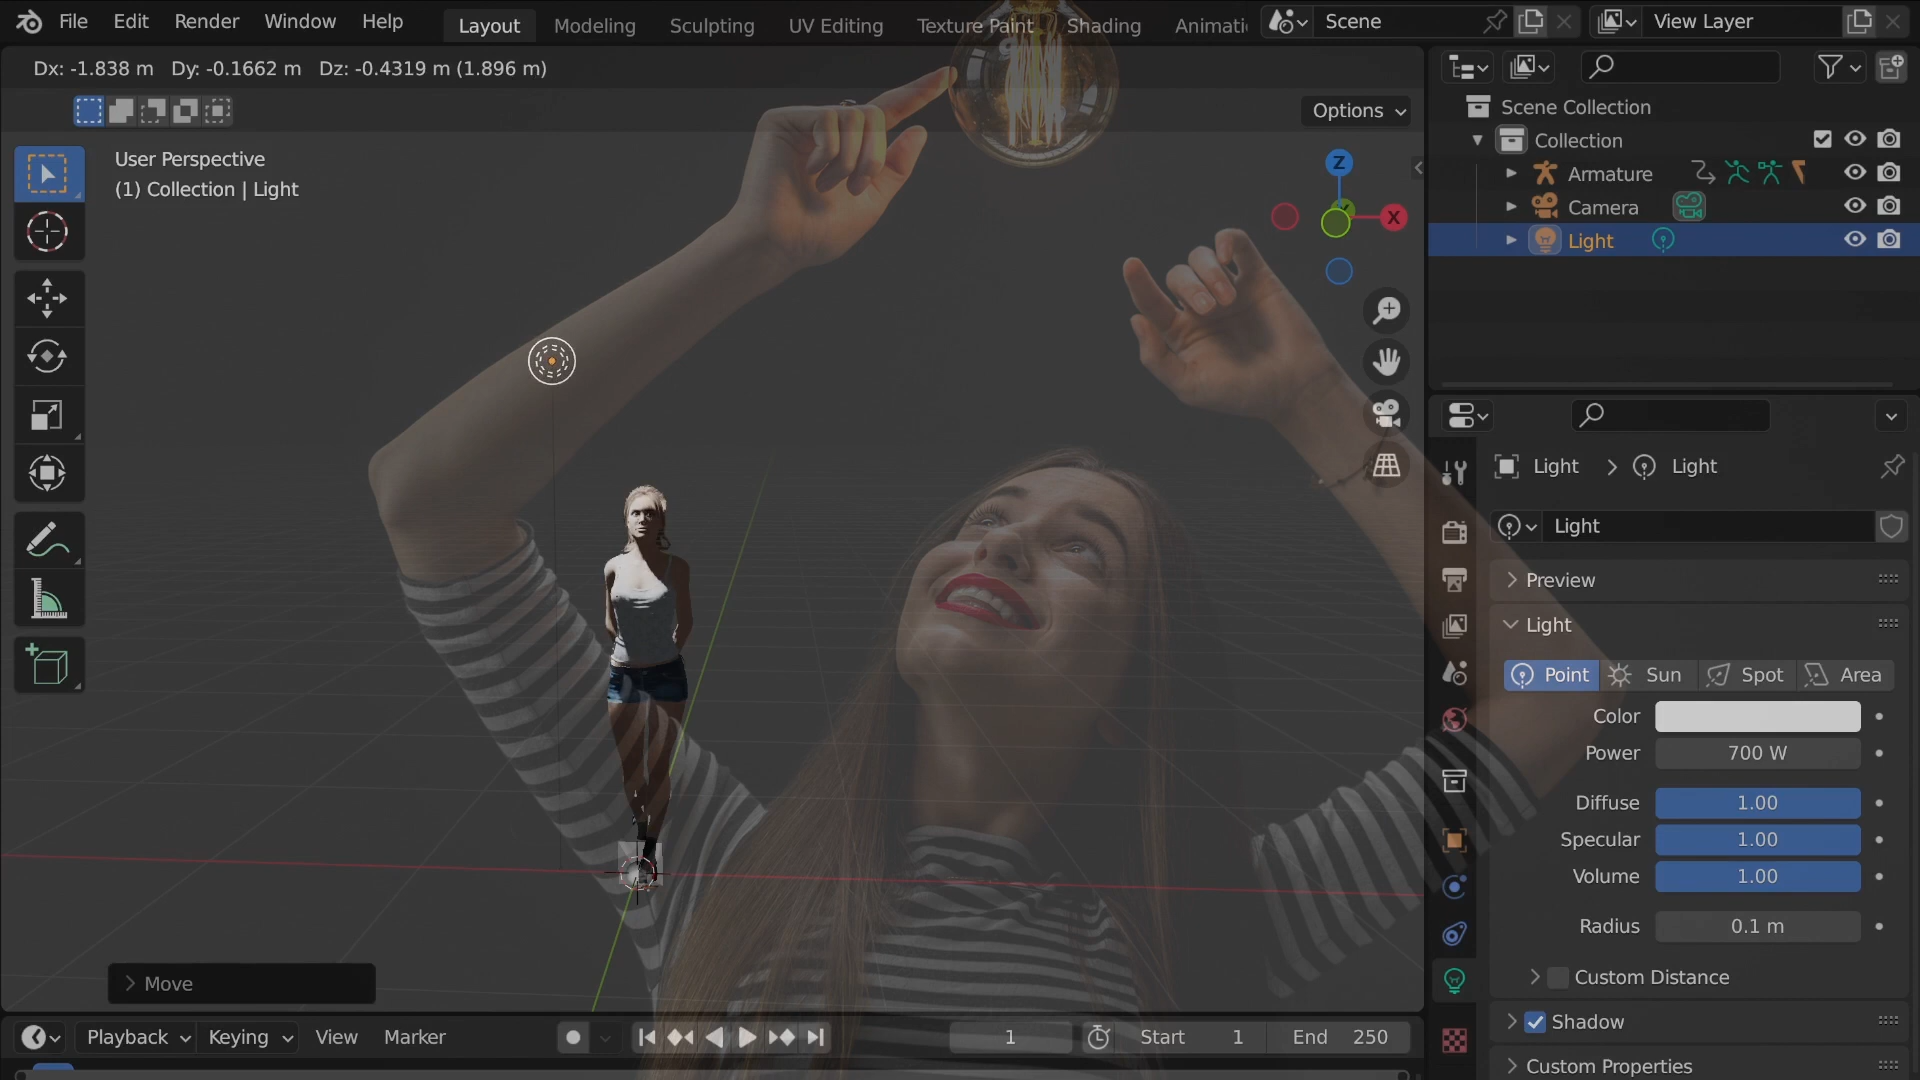 File Edit Render Window Help Layout Modeling Sculpting UV Editing Texture Paint Shading Animati Scene View Layer
Dx: -1.838 m Dy: -0.1662 m Dz: -0.4319 m (1.896 m)
Options
User Perspective
(1) Collection | Light
Z
X
Scene Collection
Collection
Armature
Camera
Light
Light > Light
Light
Preview
Light
Point Sun Spot Area
Color
Power 700 W
Diffuse 1.00
Specular 1.00
Volume 1.00
Radius 0.1 m
Custom Distance
Shadow
Custom Properties
Move
Playback Keying View Marker 1 Start 1 End 250